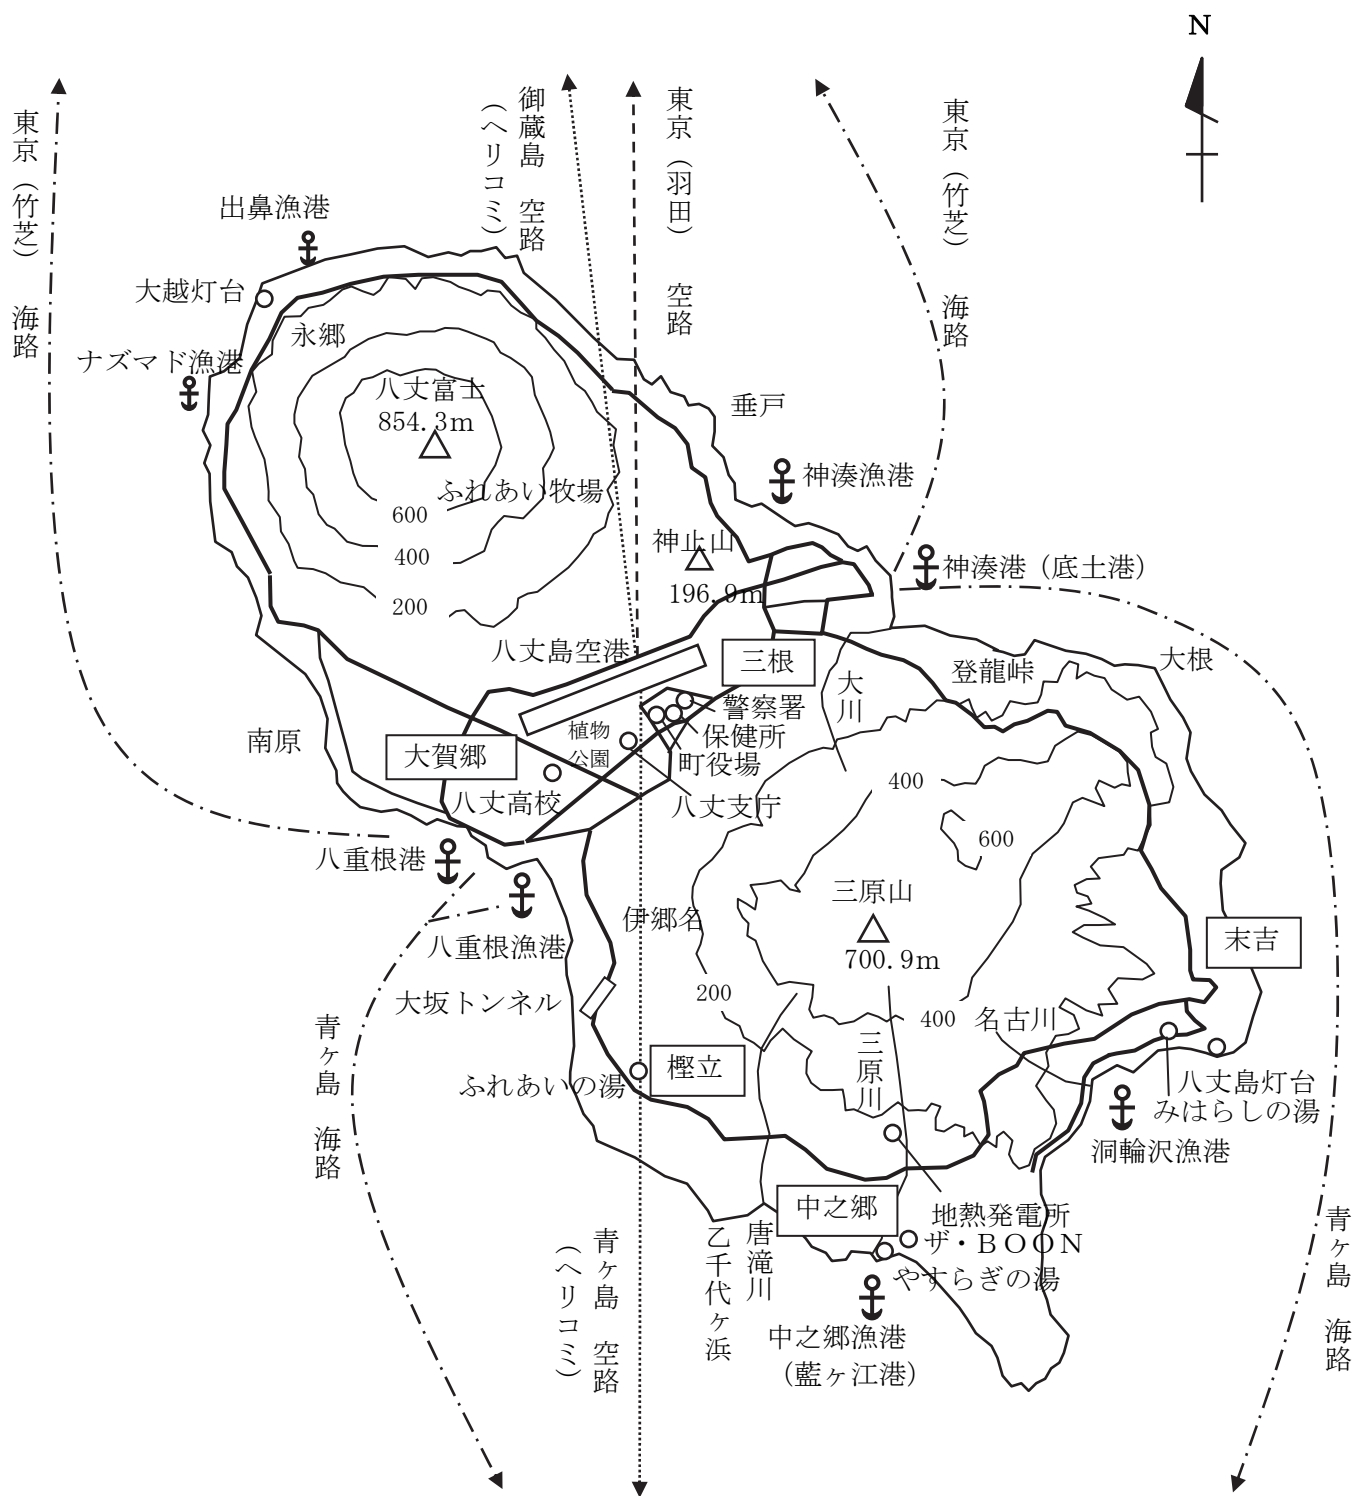 N
東京（竹芝）　海路
御蔵島　空路
（ヘリコミ）
東京（羽田）　空路
東京（竹芝）　海路
出鼻漁港
大越灯台
永郷
ナズマド漁港
八丈富士
854.3m
垂戸
ふれあい牧場
神湊漁港
600
400
200
神止山
196.9m
神湊港（底土港）
八丈島空港
三根
大川
登龍峠
大根
南原
大賀郷
植物
公園
警察署
保健所
町役場
八丈高校
八丈支庁
400
600
八重根港
三原山
700.9m
伊郷名
八重根漁港
末吉
大坂トンネル
200
400
名古川
青ヶ島　海路
三原川
樫立
ふれあいの湯
八丈島灯台
みはらしの湯
洞輪沢漁港
中之郷
地熱発電所
ザ・ＢＯＯＮ
やすらぎの湯
青ヶ島　空路
（ヘリコミ）
乙千代ヶ浜
唐滝川
中之郷漁港
（藍ヶ江港）
青ヶ島　海路